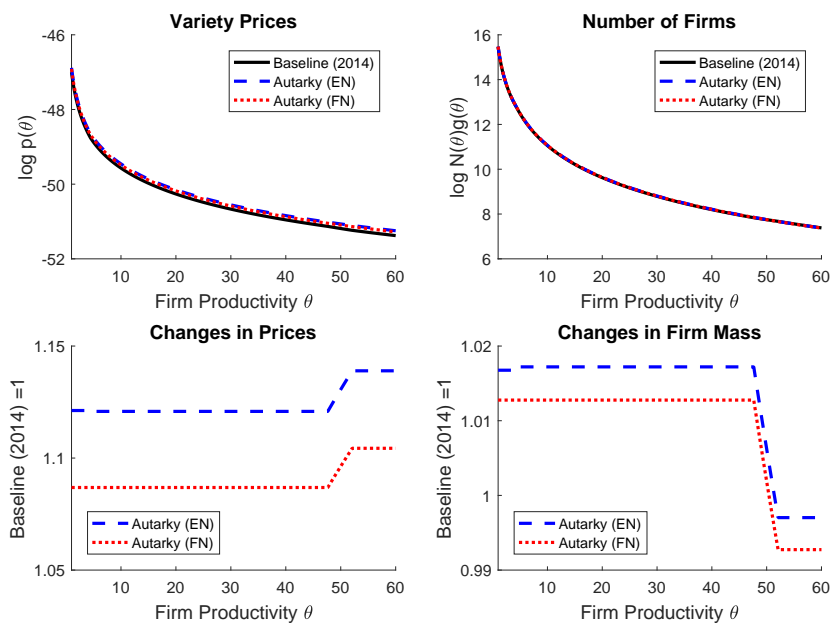 Variety Prices
-46
-48
-50
-52
log p(θ)
Baseline (2014)
Autarky (EN)
Autarky (FN)
10 20 30 40 50 60
Firm Productivity θ
Number of Firms
16
14
12
10
8
6
log N(θ)g(θ)
Baseline (2014)
Autarky (EN)
Autarky (FN)
10 20 30 40 50 60
Firm Productivity θ
Changes in Prices
1.15
1.1
1.05
Baseline (2014) =1
Autarky (EN)
Autarky (FN)
10 20 30 40 50 60
Firm Productivity θ
Changes in Firm Mass
1.02
1.01
1
0.99
Baseline (2014) =1
Autarky (EN)
Autarky (FN)
10 20 30 40 50 60
Firm Productivity θ